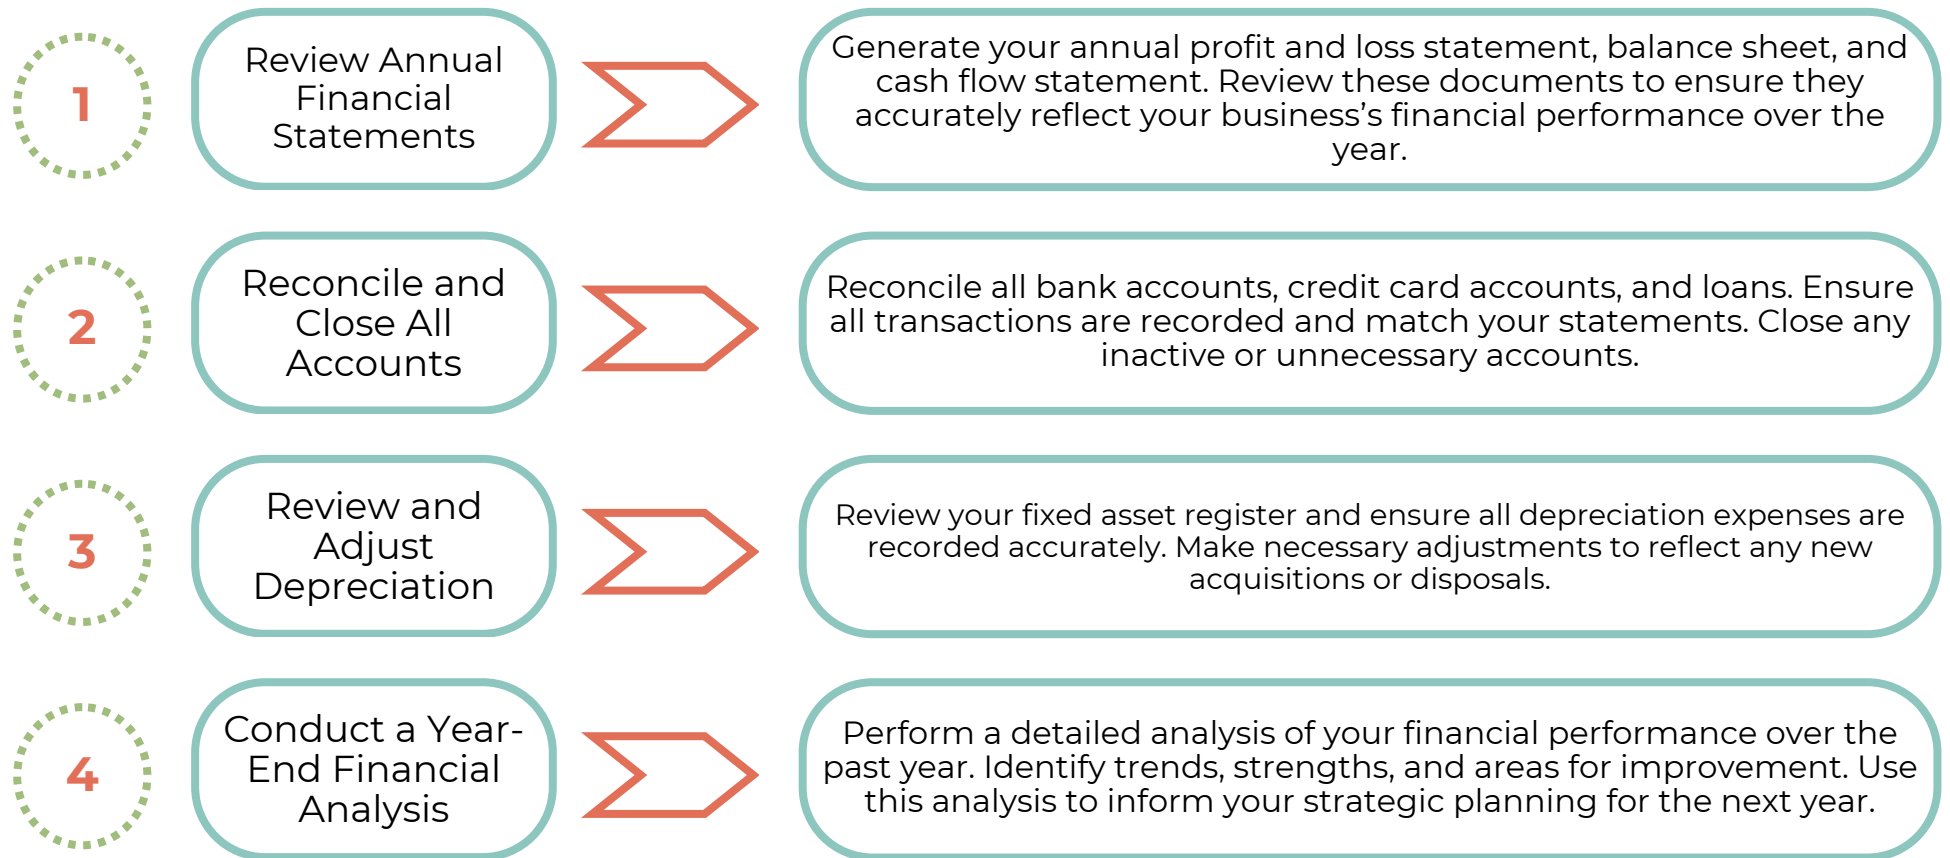 1
Review Annual
Financial
Statements
Generate your annual profit and loss statement, balance sheet, and
cash flow statement. Review these documents to ensure they
accurately reflect your business’s financial performance over the
year.
2
Reconcile and
Close All
Accounts
Reconcile all bank accounts, credit card accounts, and loans. Ensure
all transactions are recorded and match your statements. Close any
inactive or unnecessary accounts.
3
Review and
Adjust
Depreciation
Review your fixed asset register and ensure all depreciation expenses are
recorded accurately. Make necessary adjustments to reflect any new
acquisitions or disposals.
4
Conduct a Year-
End Financial
Analysis
Perform a detailed analysis of your financial performance over the
past year. Identify trends, strengths, and areas for improvement. Use
this analysis to inform your strategic planning for the next year.